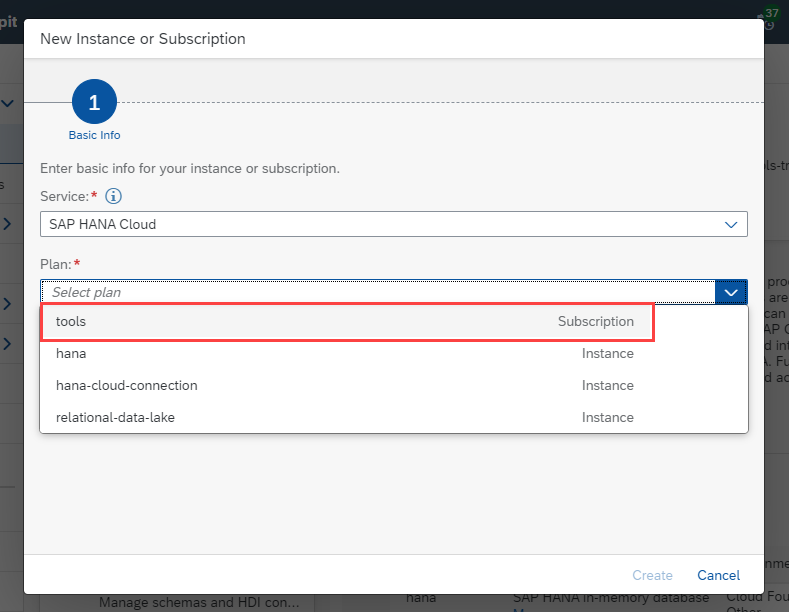 pit
37
New Instance or Subscription
1
Basic Info
Enter basic info for your instance or subscription.
Service:*
SAP HANA Cloud
Plan:*
Select plan
tools Subscription
hana Instance
hana-cloud-connection Instance
relational-data-lake Instance
Create Cancel
Manage schemas and HDI con...
hana
SAP HANA in-memory database
Cloud Fou
Other